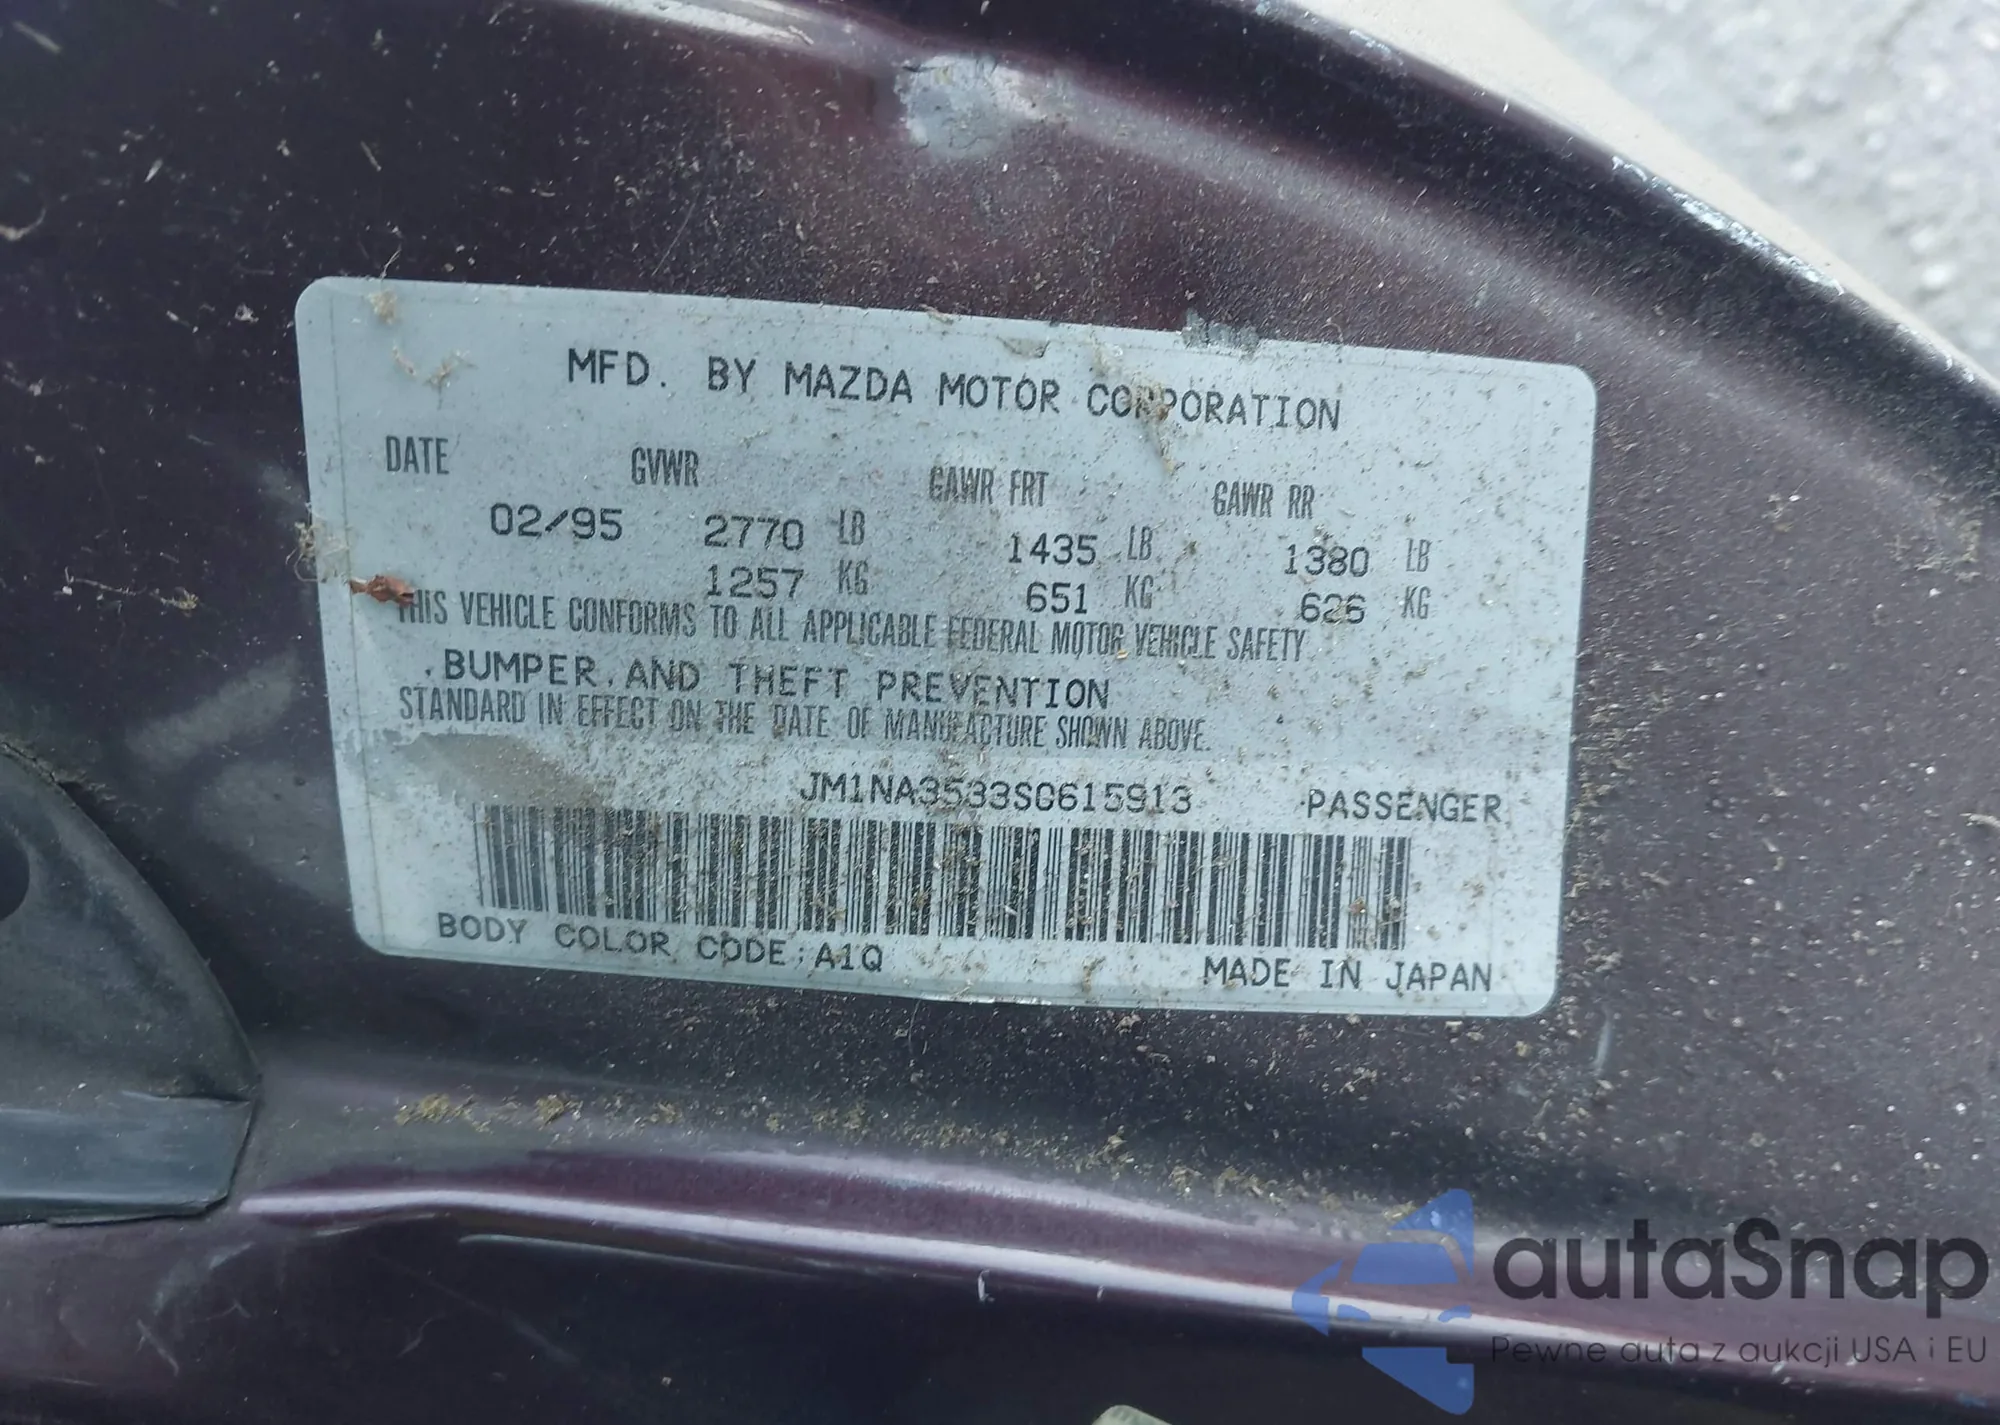 MFD. BY MAZDA MOTOR CORPORATION
DATE GVWR GAWR FRT GAWR RR
02/95 2770 LB 1435 LB 1380 LB
1257 KG 651 KG 626 KG
THIS VEHICLE CONFORMS TO ALL APPLICABLE FEDERAL MOTOR VEHICLE SAFETY
BUMPER AND THEFT PREVENTION
STANDARD IN EFFECT ON THE DATE OF MANUFACTURE SHOWN ABOVE.
JM1NA3533S0615913 PASSENGER
BODY COLOR CODE: A1Q
MADE IN JAPAN
autaSnap
Pewne auta z aukcji USA i EU